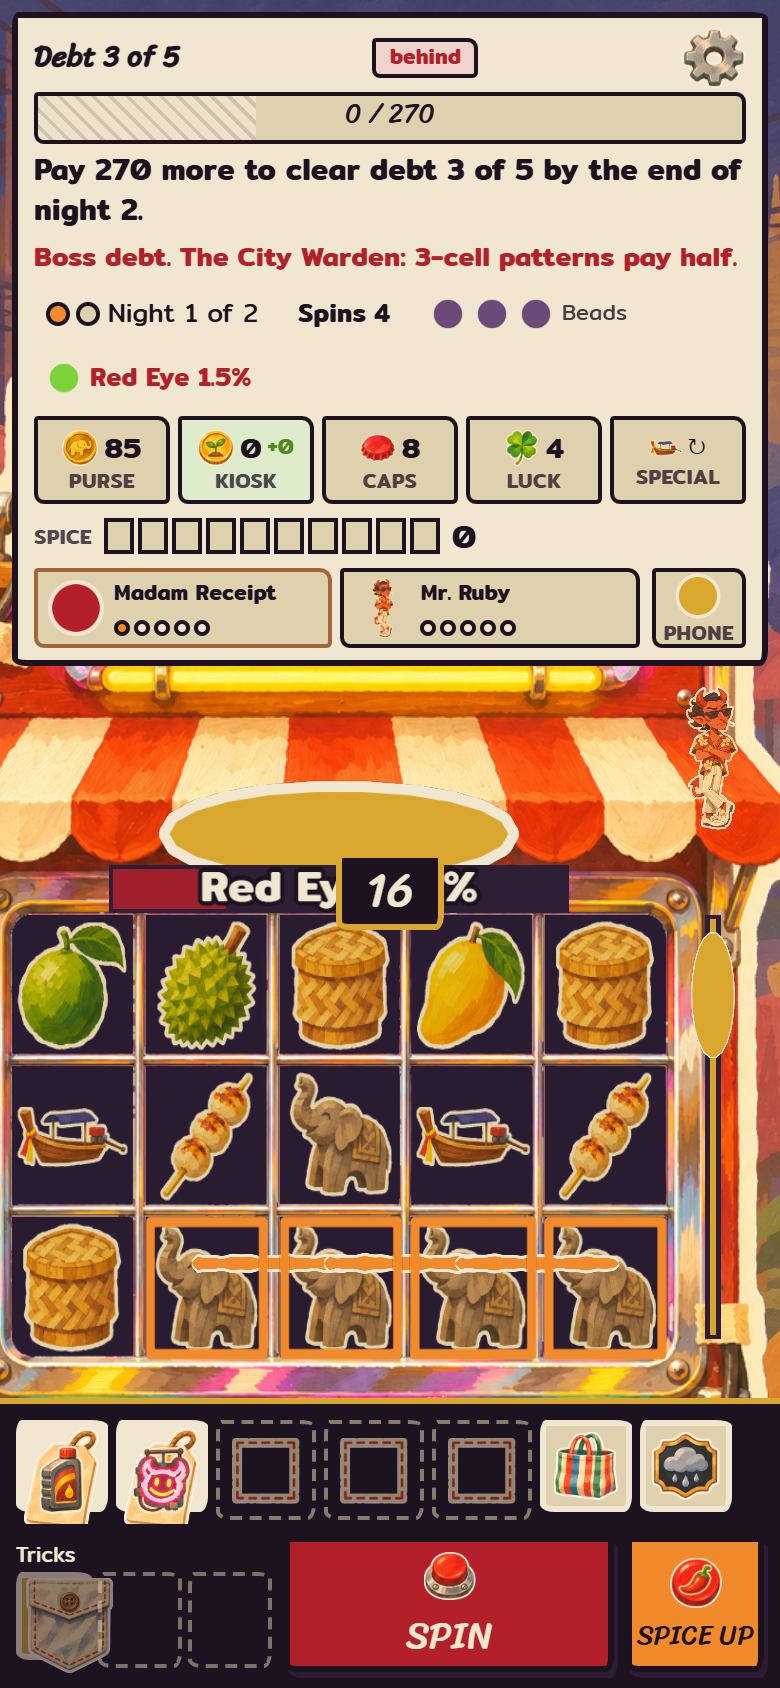 Debt 3 of 5
behind
0 / 270
Pay 270 more to clear debt 3 of 5 by the end of
night 2.
Boss debt. The City Warden: 3-cell patterns pay half.
Night 1 of 2 Spins 4 Beads
Red Eye 1.5%
85 0 +0 8 4
PURSE KIOSK CAPS LUCK SPECIAL
SPICE 0
Madam Receipt Mr. Ruby
PHONE
Red Ey 16 %
Tricks
SPIN SPICE UP